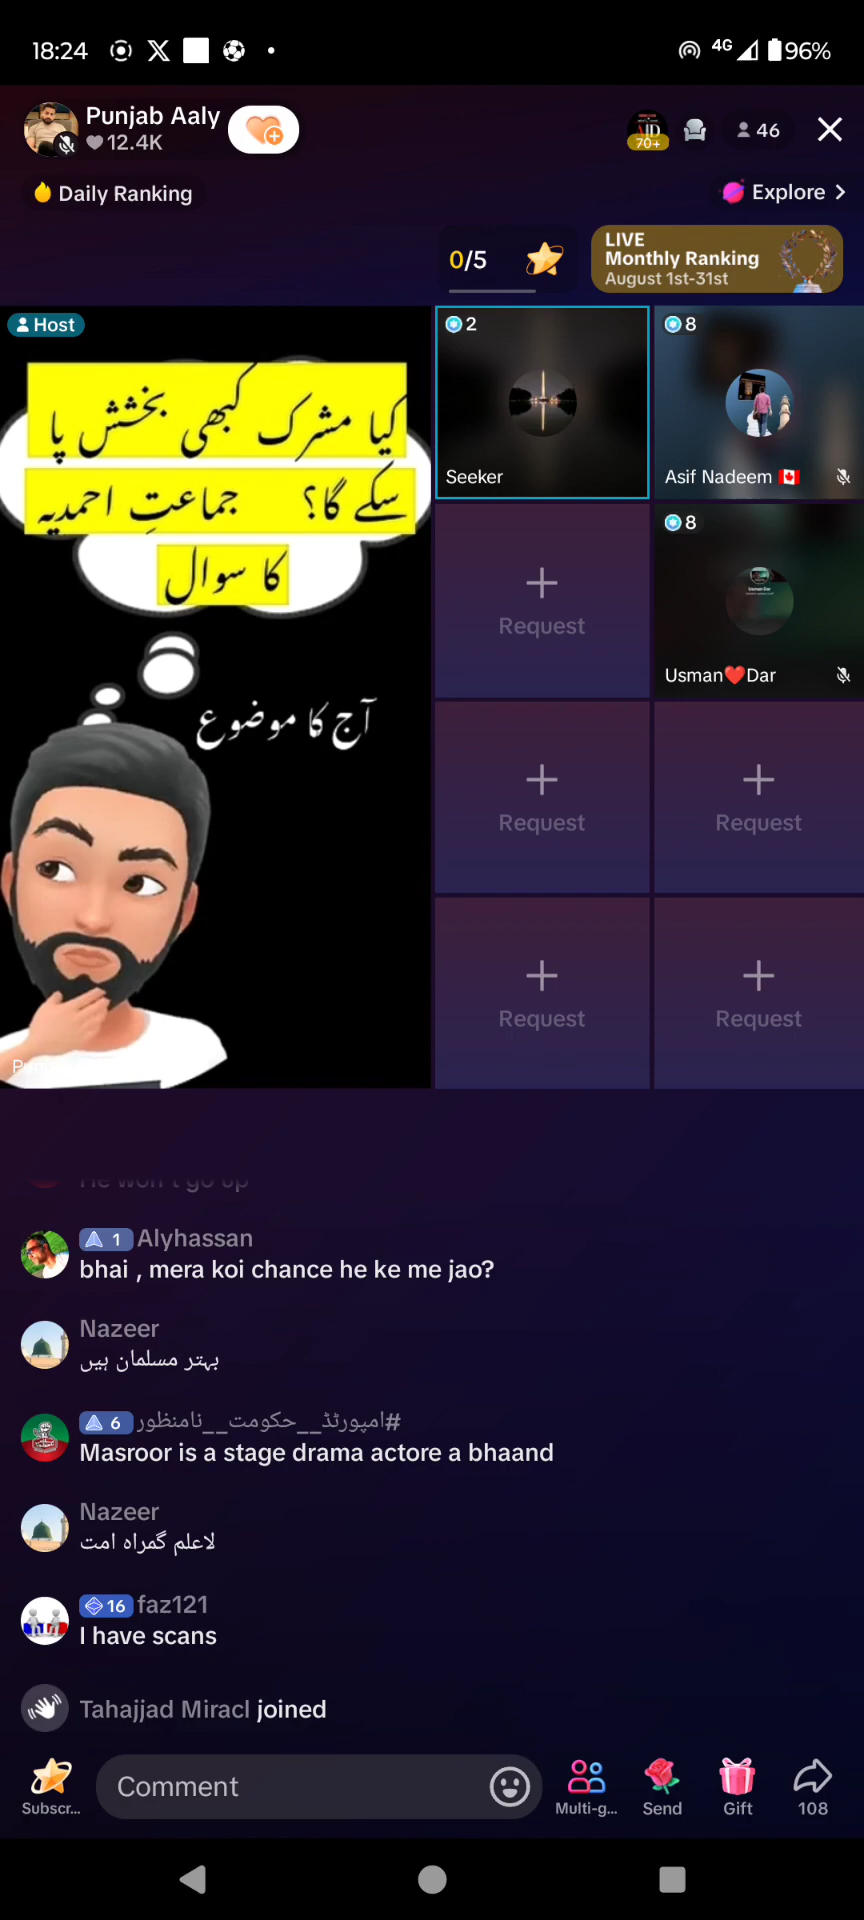 18:24
4G
96%
Punjab Aaly
12.4K
70+
46
Daily Ranking
Explore
0/5
LIVE
Monthly Ranking
August 1st-31st
Host
کیا مشرک کبھی بخشش پا
سکے گا؟ جماعتِ احمدیہ
کا سوال
آج کا موضوع
2
Seeker
8
Asif Nadeem
Request
8
Usman❤️Dar
Request
Request
Request
Request
He won't go up
1 Alyhassan
bhai , mera koi chance he ke me jao?
Nazeer
بہتر مسلمان ہیں
6 #امپورٹڈ__حکومت__نامنظور
Masroor is a stage drama actore a bhaand
Nazeer
لاعلم گمراہ امت
16 faz121
I have scans
Tahajjad Miracl joined
Subscr...
Comment
Multi-g...
Send
Gift
108